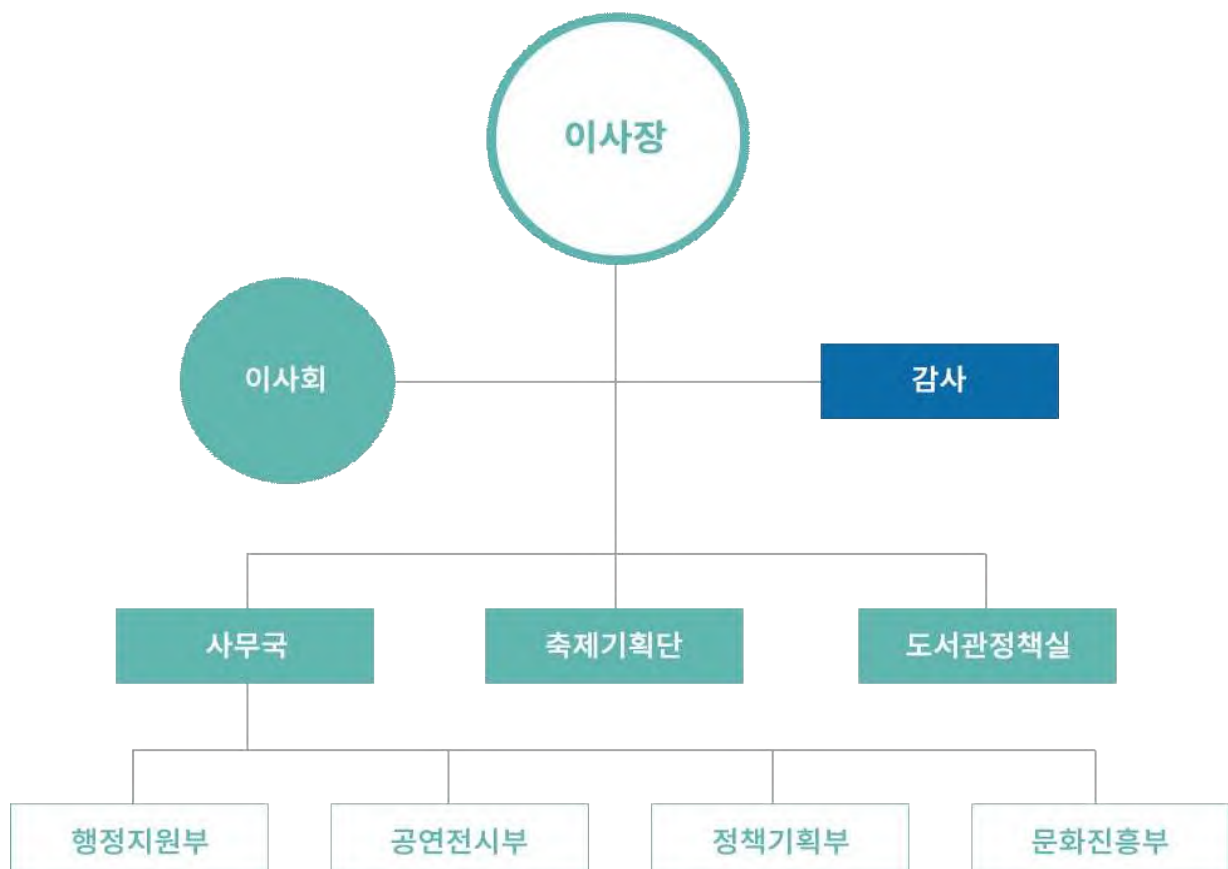 이사장
이사회
감사
사무국
축제기획단
도서관정책실
행정지원부
공연전시부
정책기획부
문화진흥부